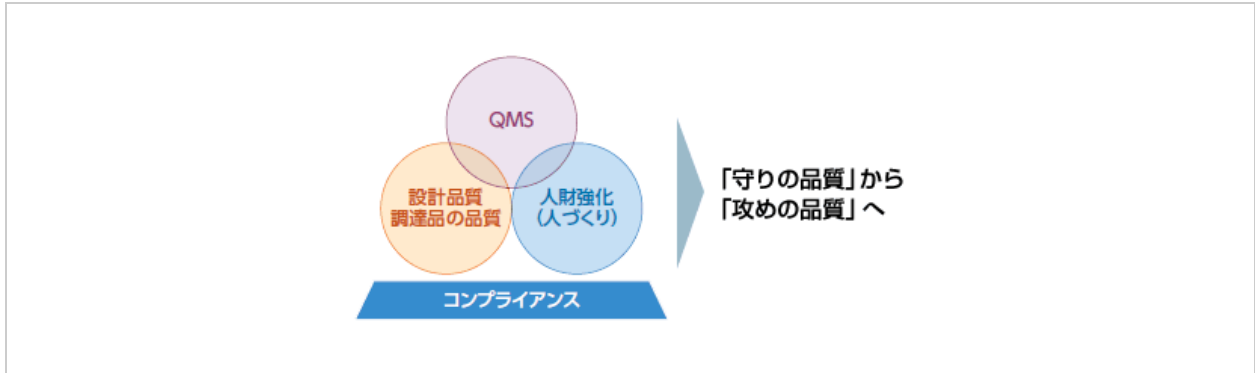 QMS
設計品質
調達品の品質
人財強化
(人づくり)
コンプライアンス
「守りの品質」から
「攻めの品質」へ